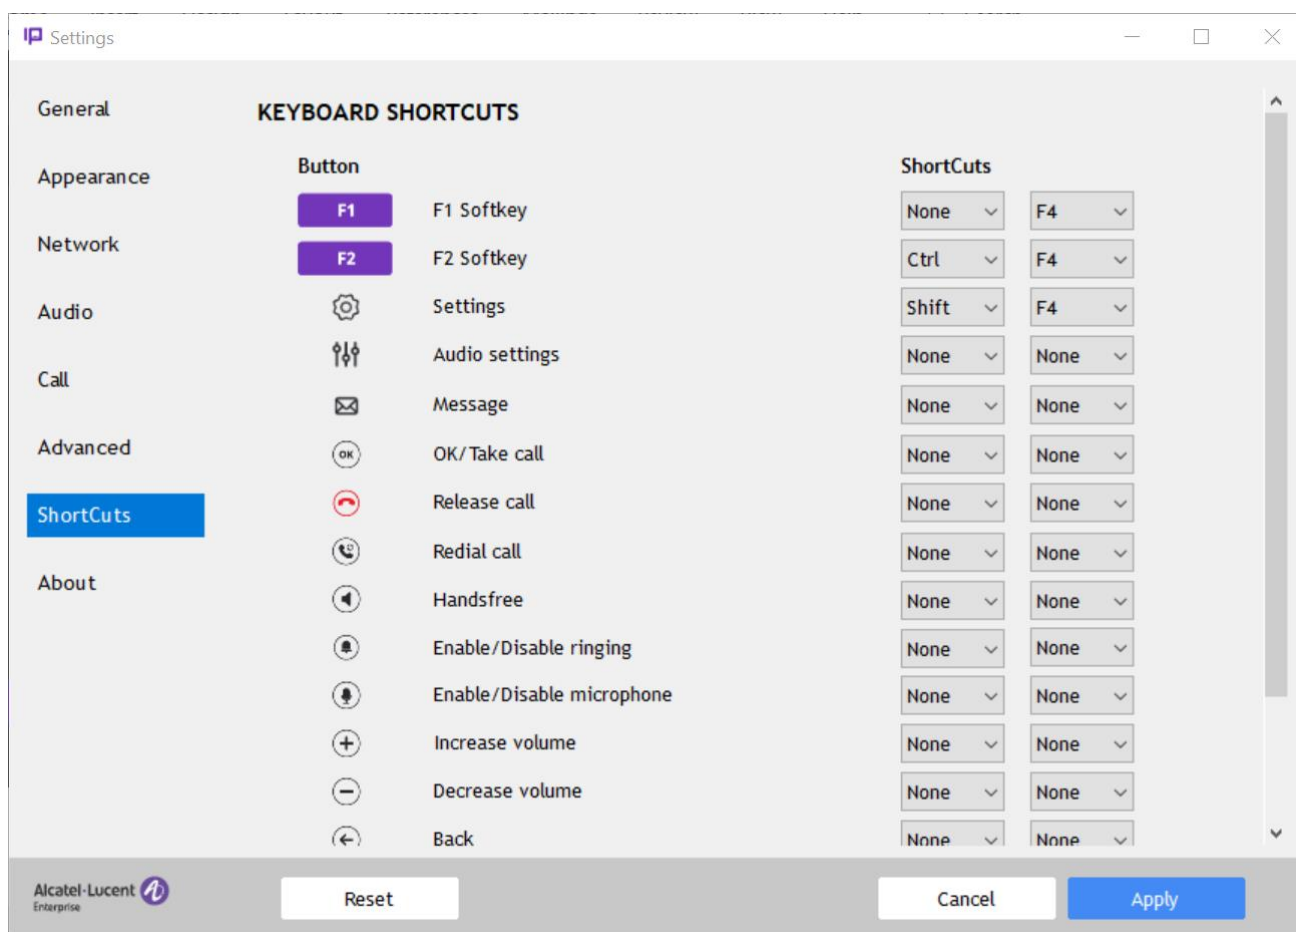 Settings
General
Appearance
Network
Audio
Call
Advanced
ShortCuts
About
KEYBOARD SHORTCUTS
Button ShortCuts
F1 F1 Softkey None F4
F2 F2 Softkey Ctrl F4
Settings Shift F4
Audio settings None None
Message None None
OK OK/Take call None None
Release call None None
Redial call None None
Handsfree None None
Enable/Disable ringing None None
Enable/Disable microphone None None
Increase volume None None
Decrease volume None None
Back None None
Alcatel·Lucent
Enterprise
Reset Cancel Apply